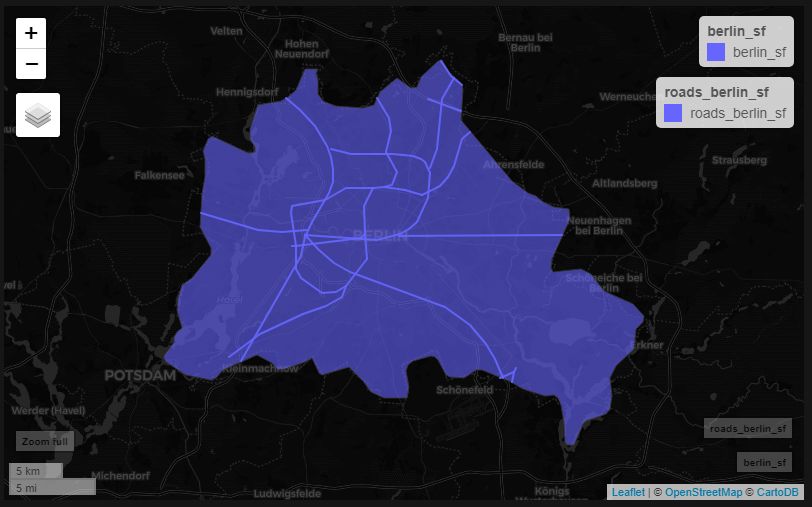 +
−
Velten
Hohen
Neuendorf
Bernau bei
Berlin
berlin_sf
berlin_sf
Hennigsdorf
roads_berlin_sf
roads_berlin_sf
Werneuchen
Falkensee
Ahrensfelde
Strausberg
Altlandsberg
Neuenhagen
bei Berlin
BERLIN
Schöneiche bei
Berlin
Havel
Erkner
POTSDAM
Kleinmachnow
Schönefeld
Werder (Havel)
roads_berlin_sf
Zoom full
berlin_sf
5 km
Michendorf
5 mi
Ludwigsfelde
Königs
Wusterhausen
Leaflet | © OpenStreetMap © CartoDB